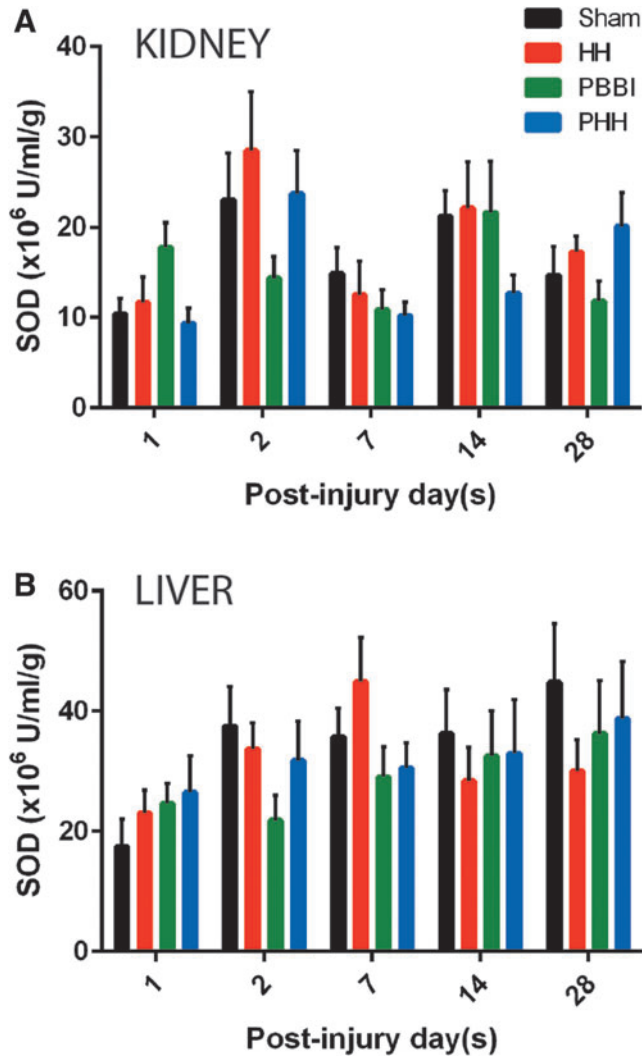 A
KIDNEY
Sham
HH
PBBI
PHH
SOD (x10⁶ U/ml/g)
40
30
20
10
0
1 2 7 14 28
Post-injury day(s)
B
LIVER
SOD (x10⁶ U/ml/g)
60
40
20
0
1 2 7 14 28
Post-injury day(s)